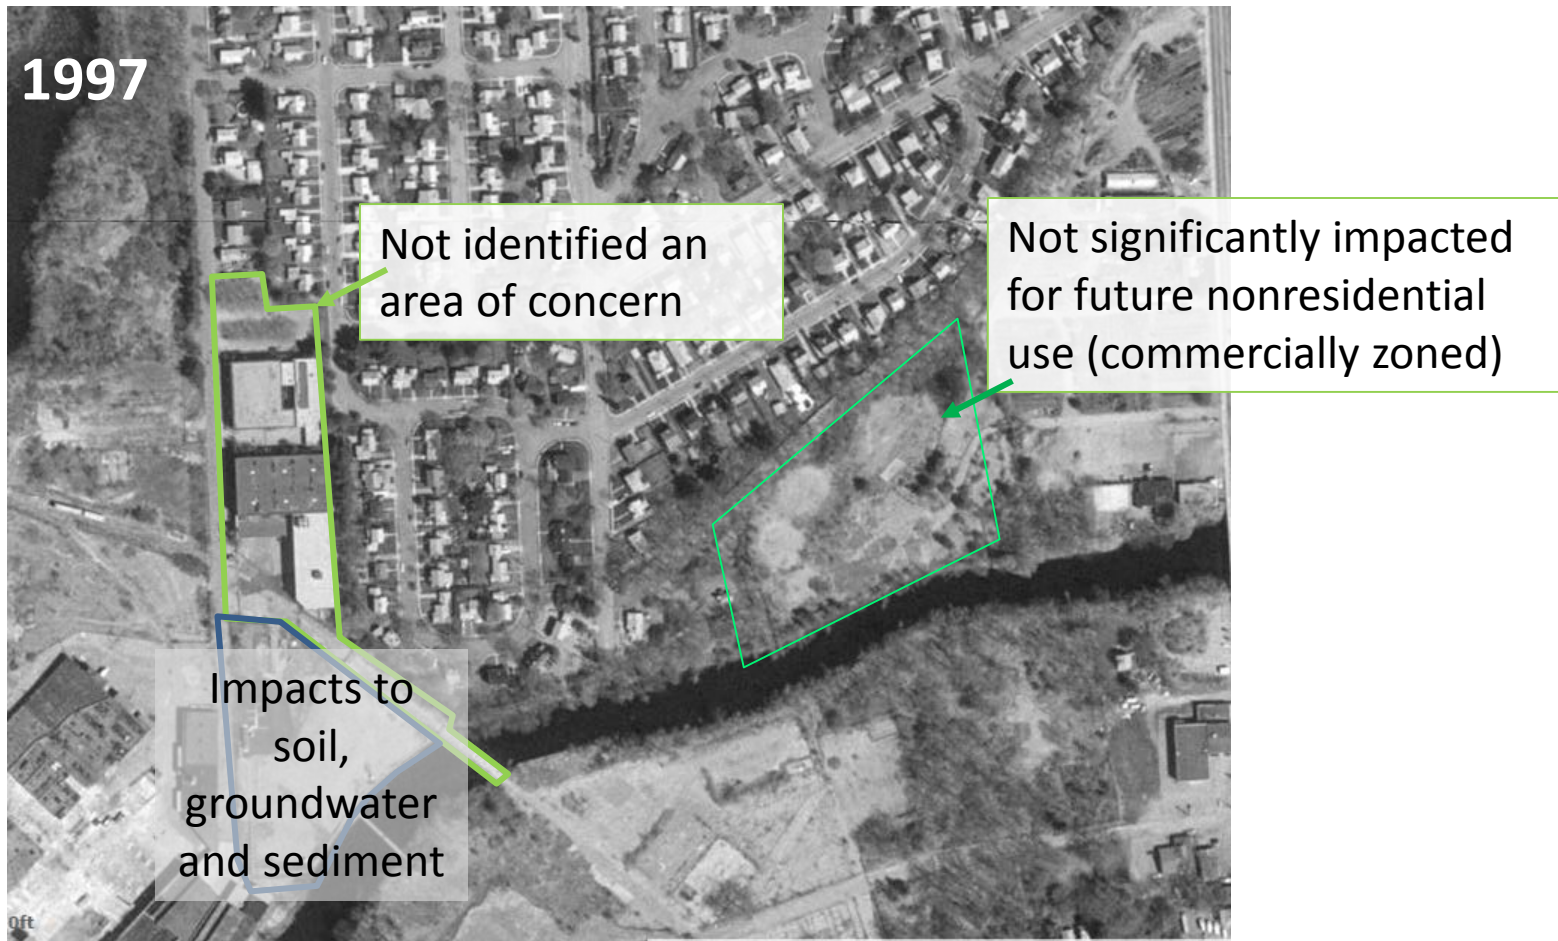 1997
Not identified an
area of concern
Not significantly impacted
for future nonresidential
use (commercially zoned)
Impacts to
soil,
groundwater
and sediment
0ft